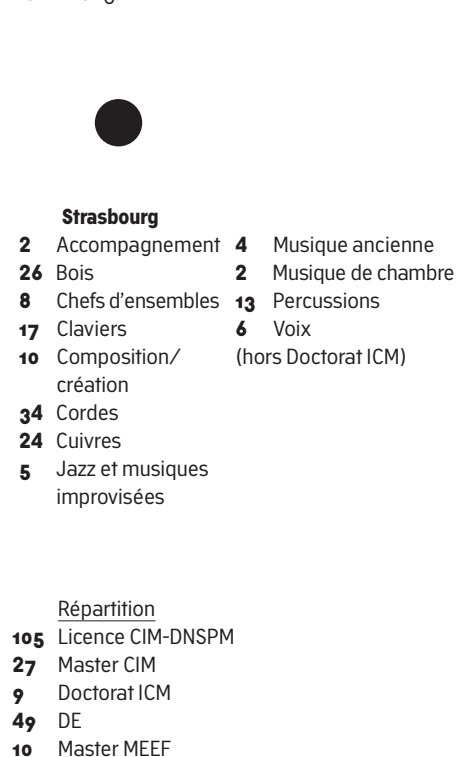 Strasbourg
2 Accompagnement
26 Bois
8 Chefs d'ensembles
17 Claviers
10 Composition/
création
34 Cordes
24 Cuivres
5 Jazz et musiques
improvisées
4 Musique ancienne
2 Musique de chambre
13 Percussions
6 Voix
(hors Doctorat ICM)
Répartition
105 Licence CIM-DNSPM
27 Master CIM
9 Doctorat ICM
49 DE
10 Master MEEF